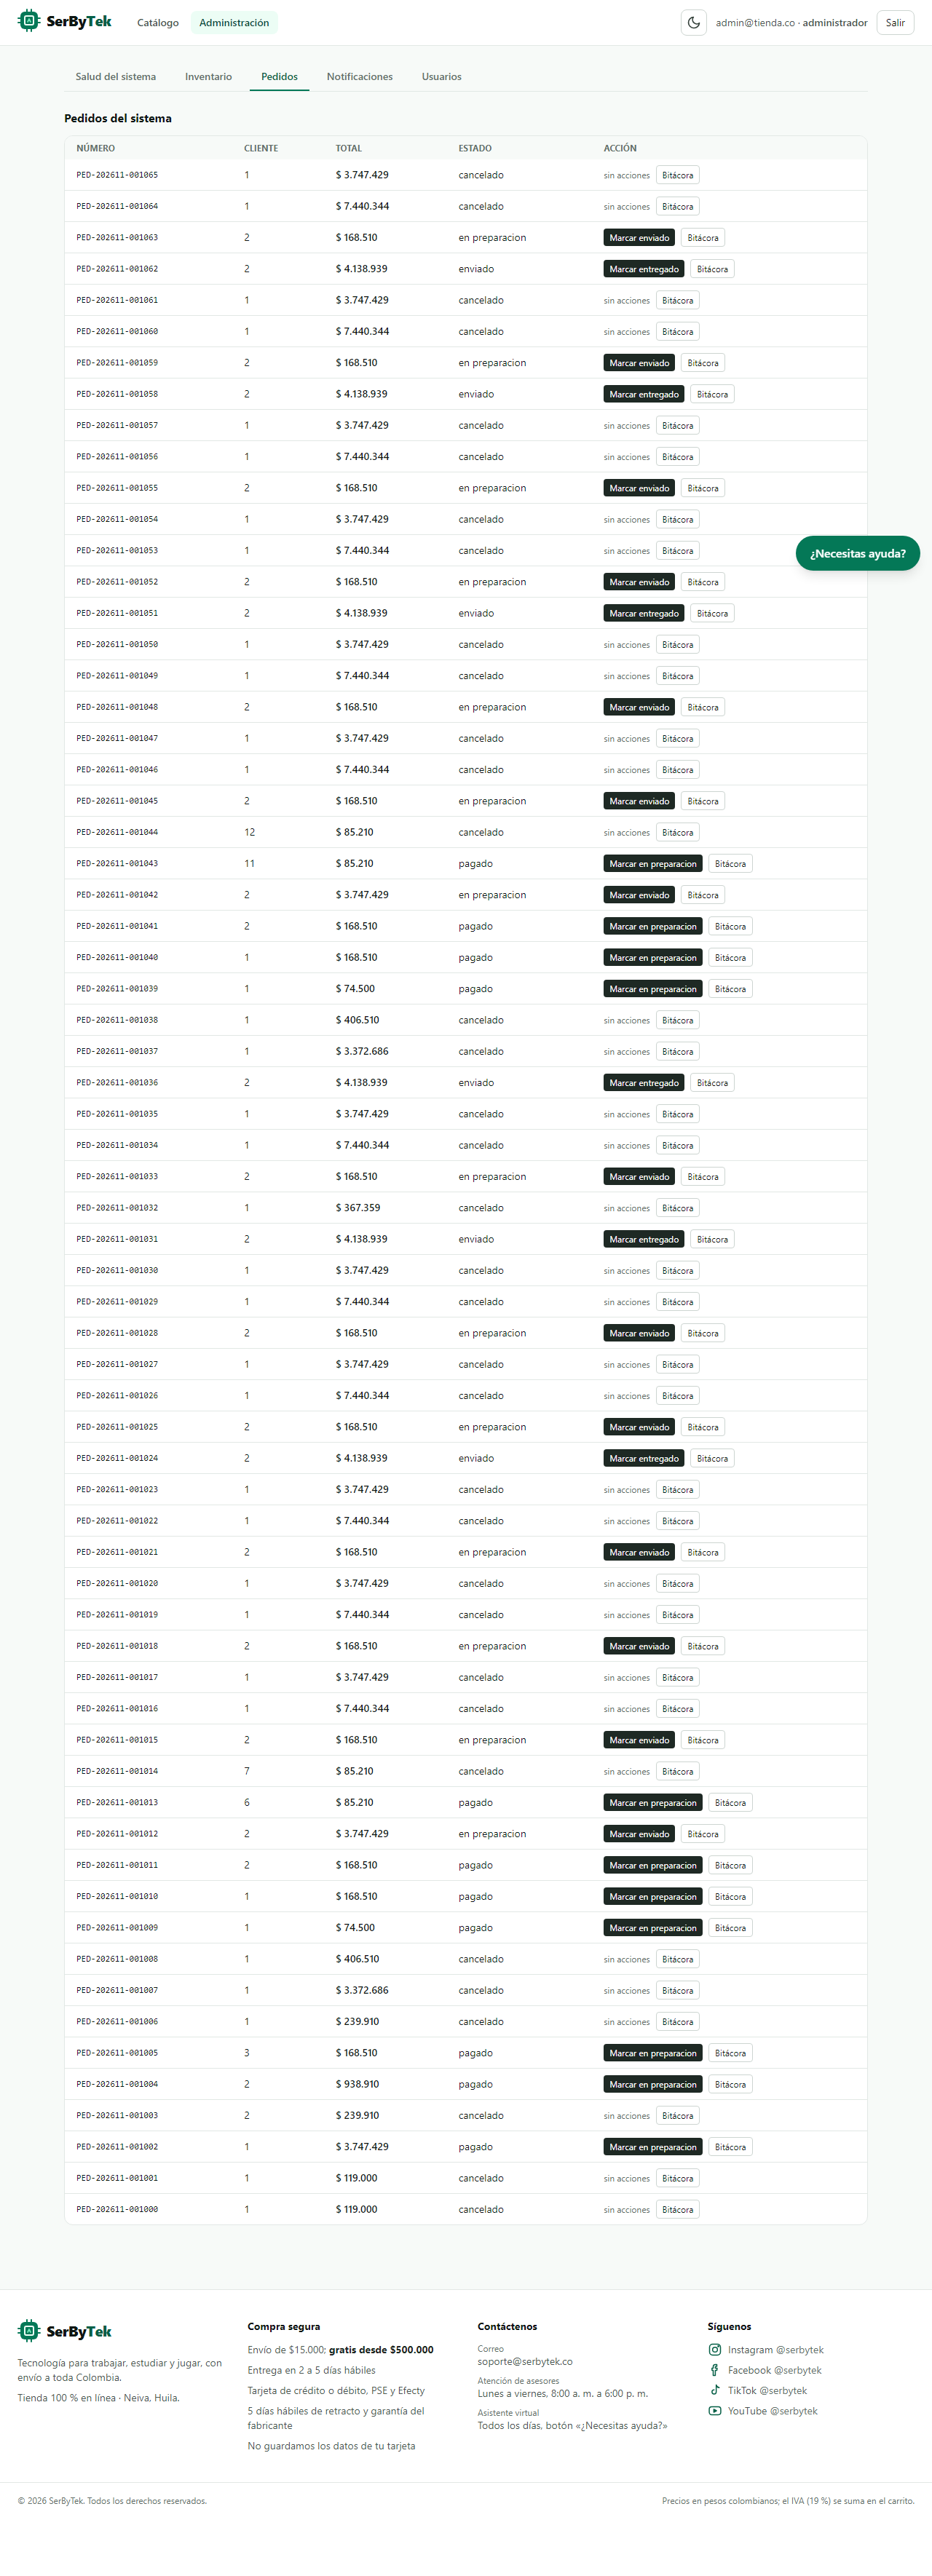 SerByTek Catálogo Administración admin@tienda.co · administrador Salir
Salud del sistema Inventario Pedidos Notificaciones Usuarios
Pedidos del sistema
NÚMERO CLIENTE TOTAL ESTADO ACCIÓN
PED-202611-001065 1 $ 3.747.429 cancelado sin acciones Bitácora
PED-202611-001064 1 $ 7.440.344 cancelado sin acciones Bitácora
PED-202611-001063 2 $ 168.510 en preparacion Marcar enviado Bitácora
PED-202611-001062 2 $ 4.138.939 enviado Marcar entregado Bitácora
PED-202611-001061 1 $ 3.747.429 cancelado sin acciones Bitácora
PED-202611-001060 1 $ 7.440.344 cancelado sin acciones Bitácora
PED-202611-001059 2 $ 168.510 en preparacion Marcar enviado Bitácora
PED-202611-001058 2 $ 4.138.939 enviado Marcar entregado Bitácora
PED-202611-001057 1 $ 3.747.429 cancelado sin acciones Bitácora
PED-202611-001056 1 $ 7.440.344 cancelado sin acciones Bitácora
PED-202611-001055 2 $ 168.510 en preparacion Marcar enviado Bitácora
PED-202611-001054 1 $ 3.747.429 cancelado sin acciones Bitácora
PED-202611-001053 1 $ 7.440.344 cancelado sin acciones Bitácora
¿Necesitas ayuda?
PED-202611-001052 2 $ 168.510 en preparacion Marcar enviado Bitácora
PED-202611-001051 2 $ 4.138.939 enviado Marcar entregado Bitácora
PED-202611-001050 1 $ 3.747.429 cancelado sin acciones Bitácora
PED-202611-001049 1 $ 7.440.344 cancelado sin acciones Bitácora
PED-202611-001048 2 $ 168.510 en preparacion Marcar enviado Bitácora
PED-202611-001047 1 $ 3.747.429 cancelado sin acciones Bitácora
PED-202611-001046 1 $ 7.440.344 cancelado sin acciones Bitácora
PED-202611-001045 2 $ 168.510 en preparacion Marcar enviado Bitácora
PED-202611-001044 12 $ 85.210 cancelado sin acciones Bitácora
PED-202611-001043 11 $ 85.210 pagado Marcar en preparacion Bitácora
PED-202611-001042 2 $ 3.747.429 en preparacion Marcar enviado Bitácora
PED-202611-001041 2 $ 168.510 pagado Marcar en preparacion Bitácora
PED-202611-001040 1 $ 168.510 pagado Marcar en preparacion Bitácora
PED-202611-001039 1 $ 74.500 pagado Marcar en preparacion Bitácora
PED-202611-001038 1 $ 406.510 cancelado sin acciones Bitácora
PED-202611-001037 1 $ 3.372.686 cancelado sin acciones Bitácora
PED-202611-001036 2 $ 4.138.939 enviado Marcar entregado Bitácora
PED-202611-001035 1 $ 3.747.429 cancelado sin acciones Bitácora
PED-202611-001034 1 $ 7.440.344 cancelado sin acciones Bitácora
PED-202611-001033 2 $ 168.510 en preparacion Marcar enviado Bitácora
PED-202611-001032 1 $ 367.359 cancelado sin acciones Bitácora
PED-202611-001031 2 $ 4.138.939 enviado Marcar entregado Bitácora
PED-202611-001030 1 $ 3.747.429 cancelado sin acciones Bitácora
PED-202611-001029 1 $ 7.440.344 cancelado sin acciones Bitácora
PED-202611-001028 2 $ 168.510 en preparacion Marcar enviado Bitácora
PED-202611-001027 1 $ 3.747.429 cancelado sin acciones Bitácora
PED-202611-001026 1 $ 7.440.344 cancelado sin acciones Bitácora
PED-202611-001025 2 $ 168.510 en preparacion Marcar enviado Bitácora
PED-202611-001024 2 $ 4.138.939 enviado Marcar entregado Bitácora
PED-202611-001023 1 $ 3.747.429 cancelado sin acciones Bitácora
PED-202611-001022 1 $ 7.440.344 cancelado sin acciones Bitácora
PED-202611-001021 2 $ 168.510 en preparacion Marcar enviado Bitácora
PED-202611-001020 1 $ 3.747.429 cancelado sin acciones Bitácora
PED-202611-001019 1 $ 7.440.344 cancelado sin acciones Bitácora
PED-202611-001018 2 $ 168.510 en preparacion Marcar enviado Bitácora
PED-202611-001017 1 $ 3.747.429 cancelado sin acciones Bitácora
PED-202611-001016 1 $ 7.440.344 cancelado sin acciones Bitácora
PED-202611-001015 2 $ 168.510 en preparacion Marcar enviado Bitácora
PED-202611-001014 7 $ 85.210 cancelado sin acciones Bitácora
PED-202611-001013 6 $ 85.210 pagado Marcar en preparacion Bitácora
PED-202611-001012 2 $ 3.747.429 en preparacion Marcar enviado Bitácora
PED-202611-001011 2 $ 168.510 pagado Marcar en preparacion Bitácora
PED-202611-001010 1 $ 168.510 pagado Marcar en preparacion Bitácora
PED-202611-001009 1 $ 74.500 pagado Marcar en preparacion Bitácora
PED-202611-001008 1 $ 406.510 cancelado sin acciones Bitácora
PED-202611-001007 1 $ 3.372.686 cancelado sin acciones Bitácora
PED-202611-001006 1 $ 239.910 cancelado sin acciones Bitácora
PED-202611-001005 3 $ 168.510 pagado Marcar en preparacion Bitácora
PED-202611-001004 2 $ 938.910 pagado Marcar en preparacion Bitácora
PED-202611-001003 2 $ 239.910 cancelado sin acciones Bitácora
PED-202611-001002 1 $ 3.747.429 pagado Marcar en preparacion Bitácora
PED-202611-001001 1 $ 119.000 cancelado sin acciones Bitácora
PED-202611-001000 1 $ 119.000 cancelado sin acciones Bitácora
SerByTek
Tecnología para trabajar, estudiar y jugar, con
envío a toda Colombia.
Tienda 100 % en línea · Neiva, Huila.
Compra segura
Envío de $15.000; gratis desde $500.000
Entrega en 2 a 5 días hábiles
Tarjeta de crédito o débito, PSE y Efecty
5 días hábiles de retracto y garantía del
fabricante
No guardamos los datos de tu tarjeta
Contáctenos
Correo
soporte@serbytek.co
Atención de asesores
Lunes a viernes, 8:00 a. m. a 6:00 p. m.
Asistente virtual
Todos los días, botón «¿Necesitas ayuda?»
Síguenos
Instagram @serbytek
Facebook @serbytek
TikTok @serbytek
YouTube @serbytek
© 2026 SerByTek. Todos los derechos reservados.
Precios en pesos colombianos; el IVA (19 %) se suma en el carrito.